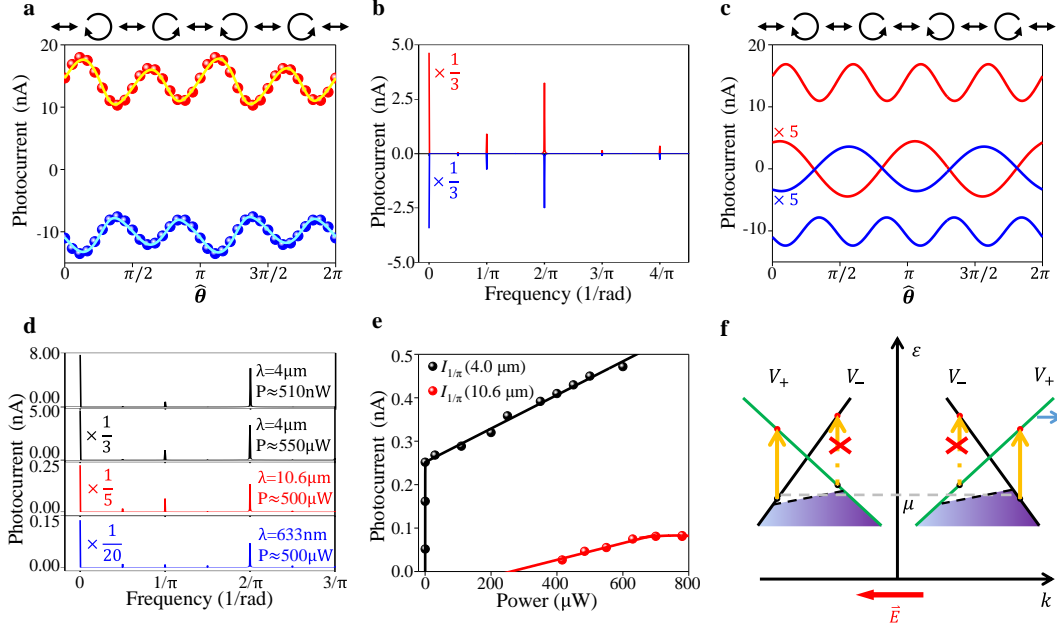 a
20
10
0
-10
Photocurrent (nA)
0
π/2
π
3π/2
2π
θ̂
b
5.0
2.5
0.0
-2.5
-5.0
Photocurrent (nA)
× 1/3
× 1/3
0
1/π
2/π
3/π
4/π
Frequency (1/rad)
c
20
10
0
-10
Photocurrent (nA)
× 5
× 5
0
π/2
π
3π/2
2π
θ̂
d
8.00
0.00
5.00
0.00
0.25
0.00
0.15
0.00
Photocurrent (nA)
λ=4μm
P≈510nW
× 1/3
λ=4μm
P≈550μW
× 1/5
λ=10.6μm
P≈500μW
× 1/20
λ=633nm
P≈500μW
0
1/π
2/π
3/π
Frequency (1/rad)
e
0.5
0.4
0.3
0.2
0.1
0.0
Photocurrent (nA)
I1/π (4.0 μm)
I1/π (10.6 μm)
0
200
400
600
800
Power (μW)
f
ε
V+
V−
V−
V+
μ
k
E⃗